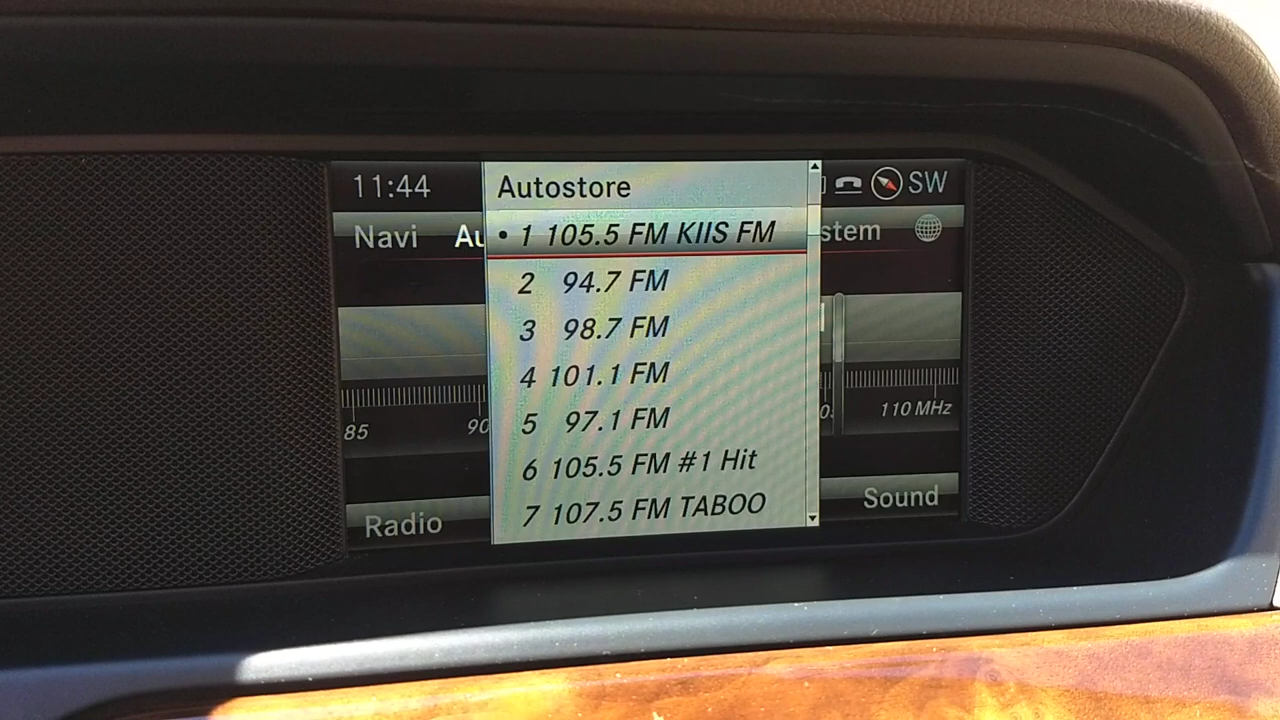 11:44
Autostore
SW
Navi
• 1 105.5 FM KIIS FM
2 94.7 FM
3 98.7 FM
4 101.1 FM
5 97.1 FM
6 105.5 FM #1 Hit
7 107.5 FM TABOO
85
90
110 MHz
Radio
Sound